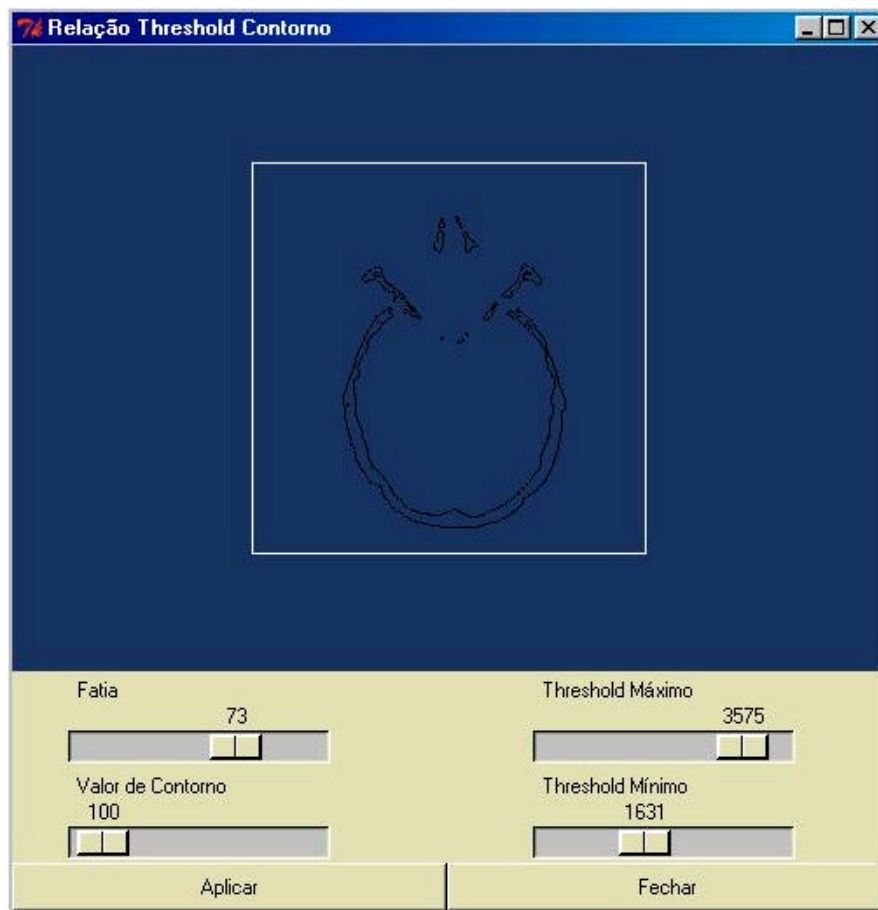 Relação Threshold Contorno
Fatia
73
Threshold Máximo
3575
Valor de Contorno
100
Threshold Mínimo
1631
Aplicar
Fechar